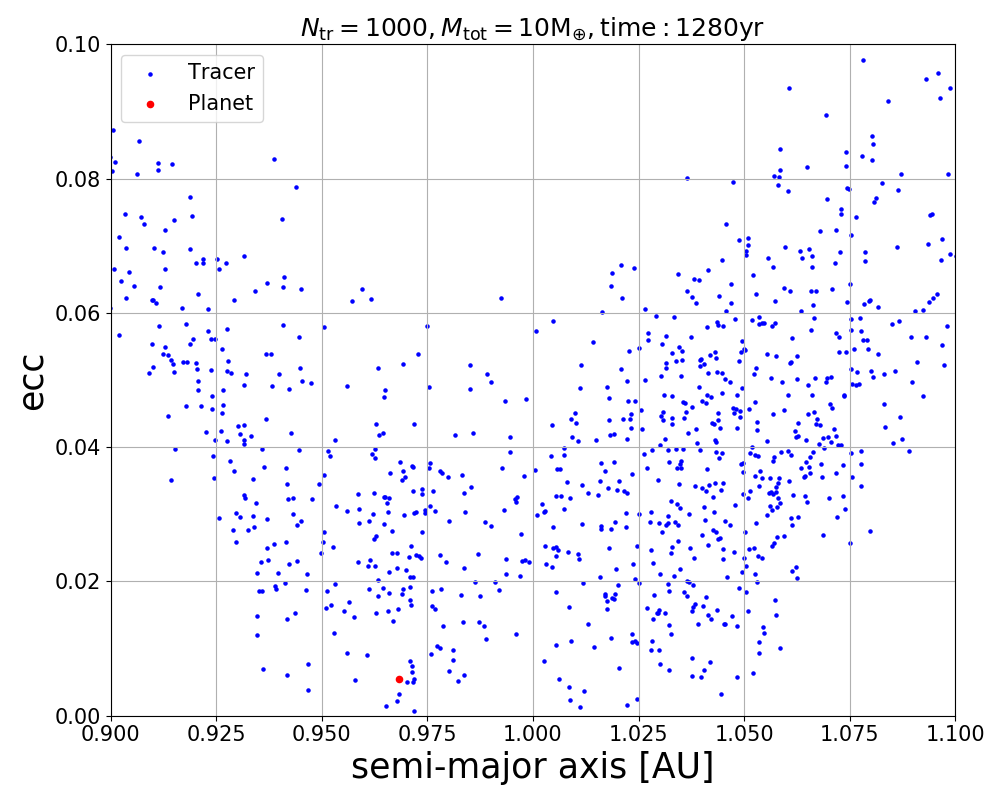 N_tr = 1000, M_tot = 10M_⊕, time : 1280yr
Tracer
Planet
0.10
0.08
0.06
0.04
0.02
0.00
ecc
0.900 0.925 0.950 0.975 1.000 1.025 1.050 1.075 1.100
semi-major axis [AU]